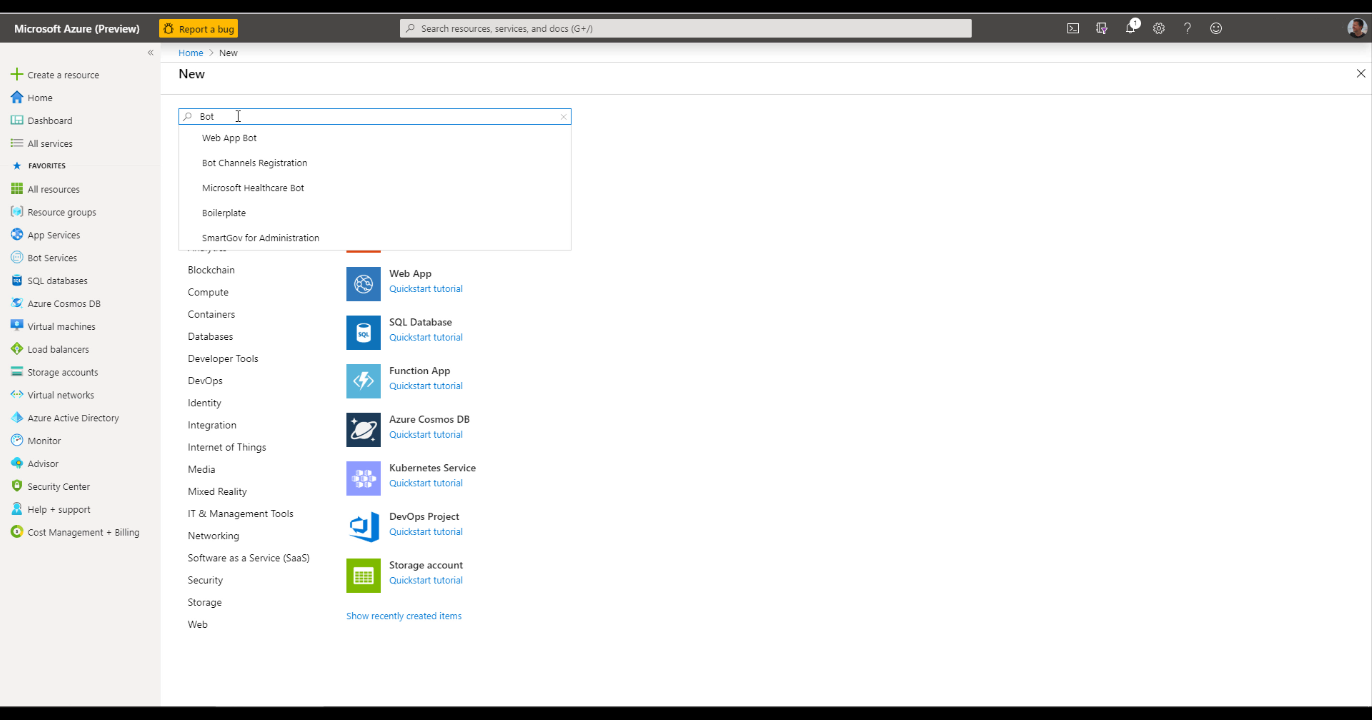 Microsoft Azure (Preview)
Report a bug
Search resources, services, and docs (G+/)
1
«
Create a resource
Home
Dashboard
All services
FAVORITES
All resources
Resource groups
App Services
Bot Services
SQL databases
Azure Cosmos DB
Virtual machines
Load balancers
Storage accounts
Virtual networks
Azure Active Directory
Monitor
Advisor
Security Center
Help + support
Cost Management + Billing
Home > New
New
Bot
Web App Bot
Bot Channels Registration
Microsoft Healthcare Bot
Boilerplate
SmartGov for Administration
Blockchain
Compute
Containers
Databases
Developer Tools
DevOps
Identity
Integration
Internet of Things
Media
Mixed Reality
IT & Management Tools
Networking
Software as a Service (SaaS)
Security
Storage
Web
Web App
Quickstart tutorial
SQL
SQL Database
Quickstart tutorial
Function App
Quickstart tutorial
Azure Cosmos DB
Quickstart tutorial
Kubernetes Service
Quickstart tutorial
DevOps Project
Quickstart tutorial
Storage account
Quickstart tutorial
Show recently created items